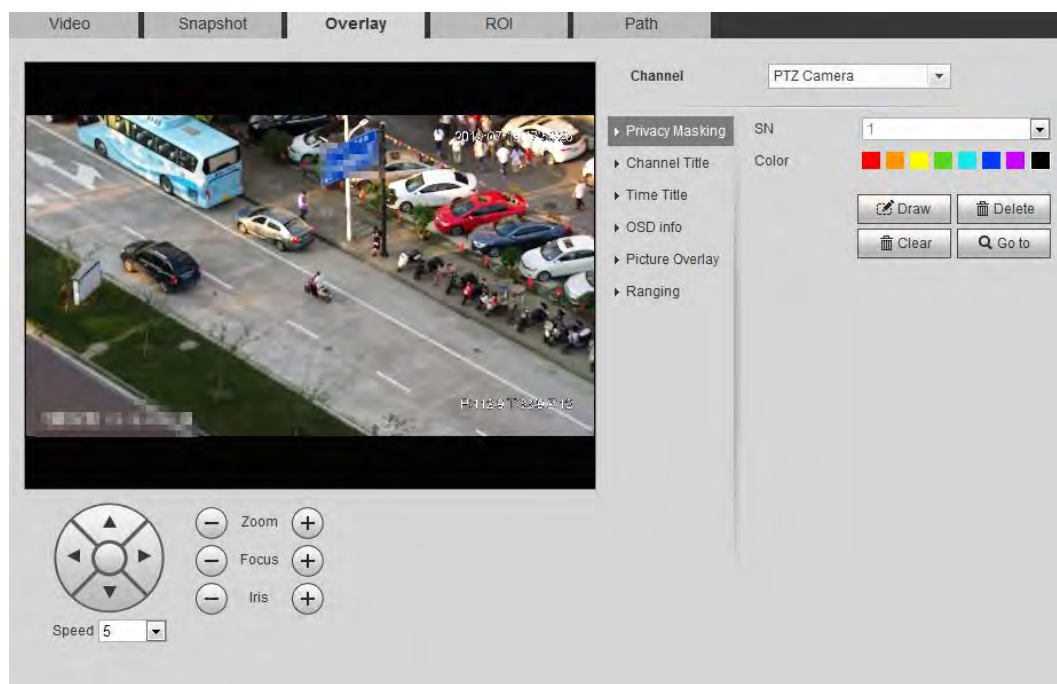 Video Snapshot Overlay ROI Path
Channel PTZ Camera
Privacy Masking
Channel Title
Time Title
OSD info
Picture Overlay
Ranging
SN 1
Color
Draw Delete
Clear Go to
Zoom
Focus
Iris
Speed 5